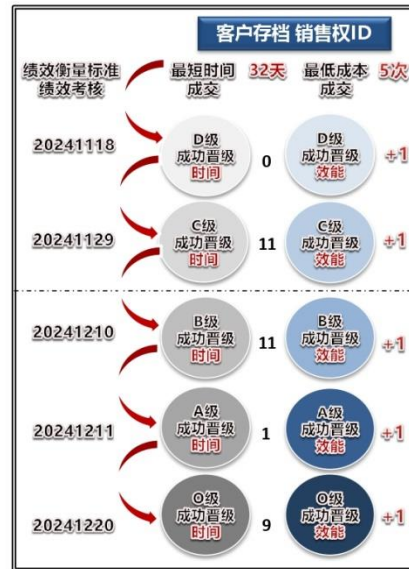 客户存档 销售权ID
绩效衡量标准
绩效考核
最短时间
成交
32天
最低成本
成交
5次
20241118
D级
成功晋级
时间
0
D级
成功晋级
效能
+1
20241129
C级
成功晋级
时间
11
C级
成功晋级
效能
+1
20241210
B级
成功晋级
时间
11
B级
成功晋级
效能
+1
20241211
A级
成功晋级
时间
1
A级
成功晋级
效能
+1
20241220
O级
成功晋级
时间
9
O级
成功晋级
效能
+1